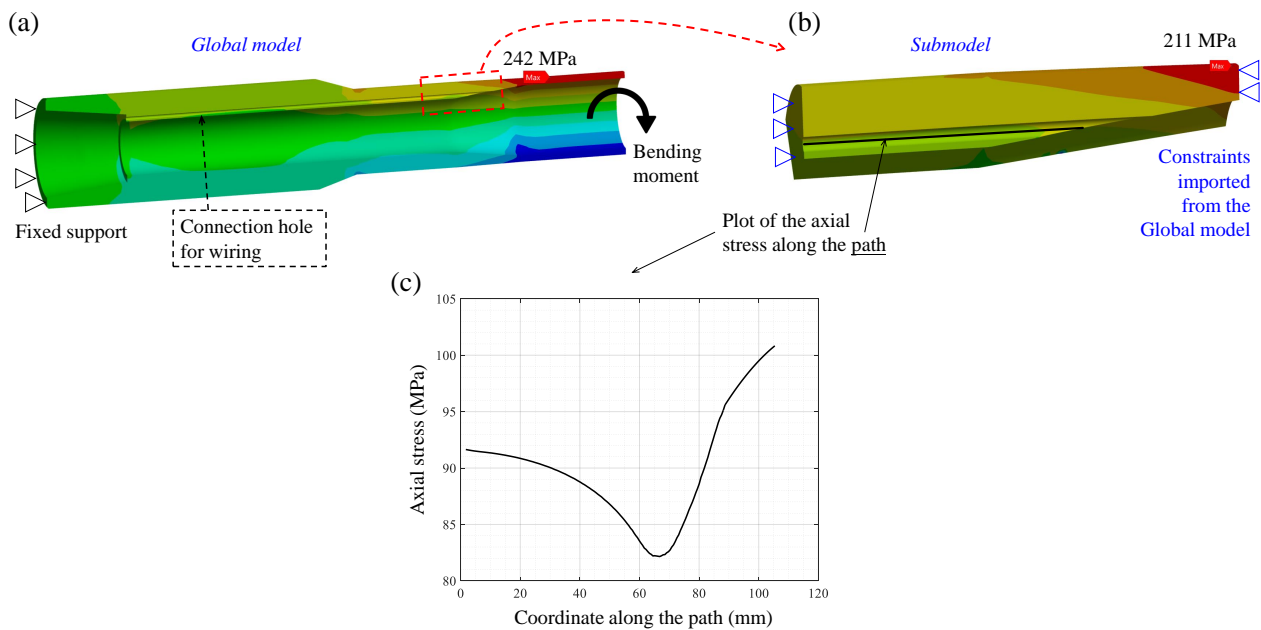 (a)
Global model
242 MPa
Max
Bending
moment
Fixed support
Connection hole
for wiring
(b)
Submodel
211 MPa
Max
Constraints
imported
from the
Global model
Plot of the axial
stress along the path
(c)
Axial stress (MPa)
105
100
95
90
85
80
0 20 40 60 80 100 120
Coordinate along the path (mm)